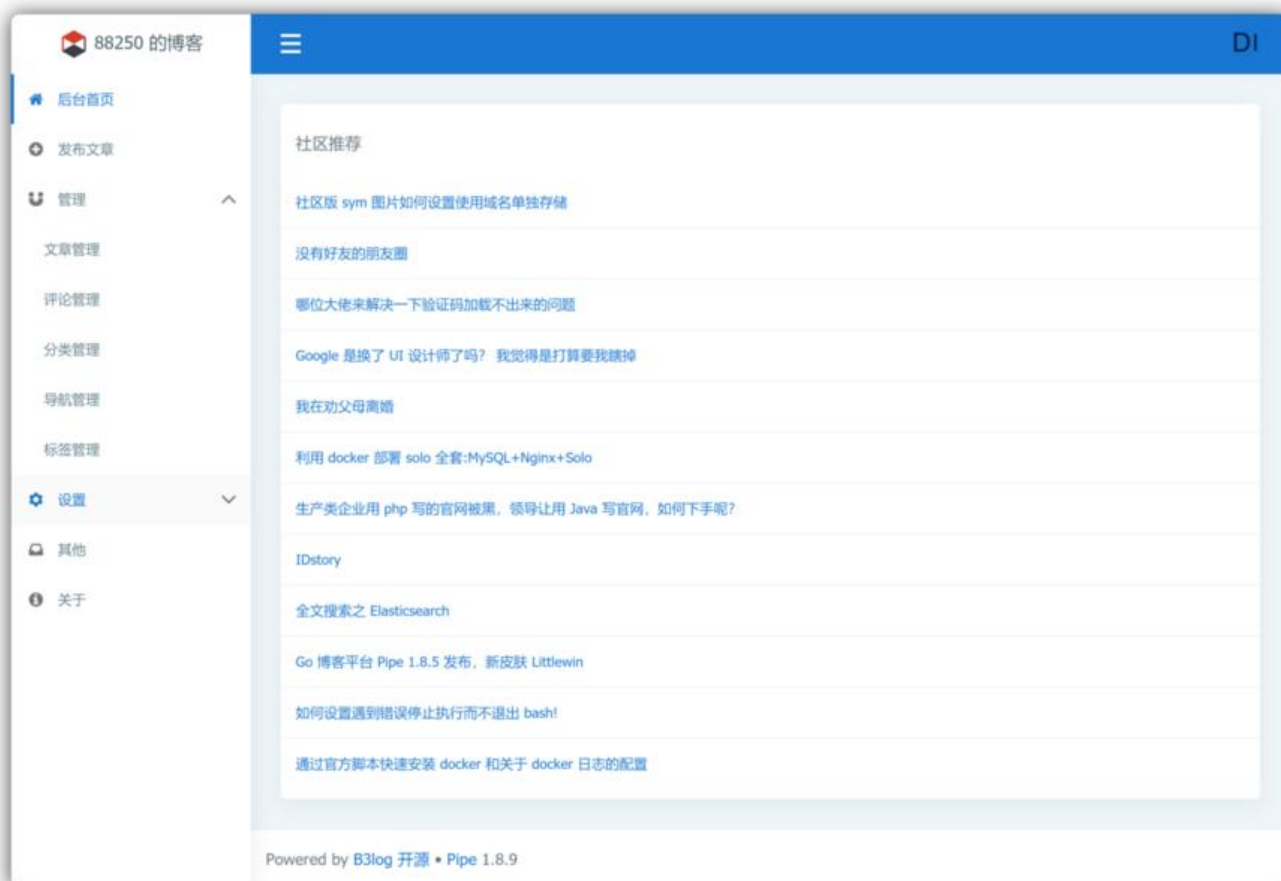 88250 的博客
DI
后台首页
发布文章
管理
文章管理
评论管理
分类管理
导航管理
标签管理
设置
其他
关于
社区推荐
社区版 sym 图片如何设置使用域名单独存储
没有好友的朋友圈
哪位大佬来解决一下验证码加载不出来的问题
Google 是换了 UI 设计师了吗? 我觉得是打算要我瞎掉
我在劝父母离婚
利用 docker 部署 solo 全套:MySQL+Nginx+Solo
生产类企业用 php 写的官网被黑，领导让用 Java 写官网，如何下手呢?
IDstory
全文搜索之 Elasticsearch
Go 博客平台 Pipe 1.8.5 发布，新皮肤 Littlewin
如何设置遇到错误停止执行而不退出 bash!
通过官方脚本快速安装 docker 和关于 docker 日志的配置
Powered by B3log 开源 • Pipe 1.8.9